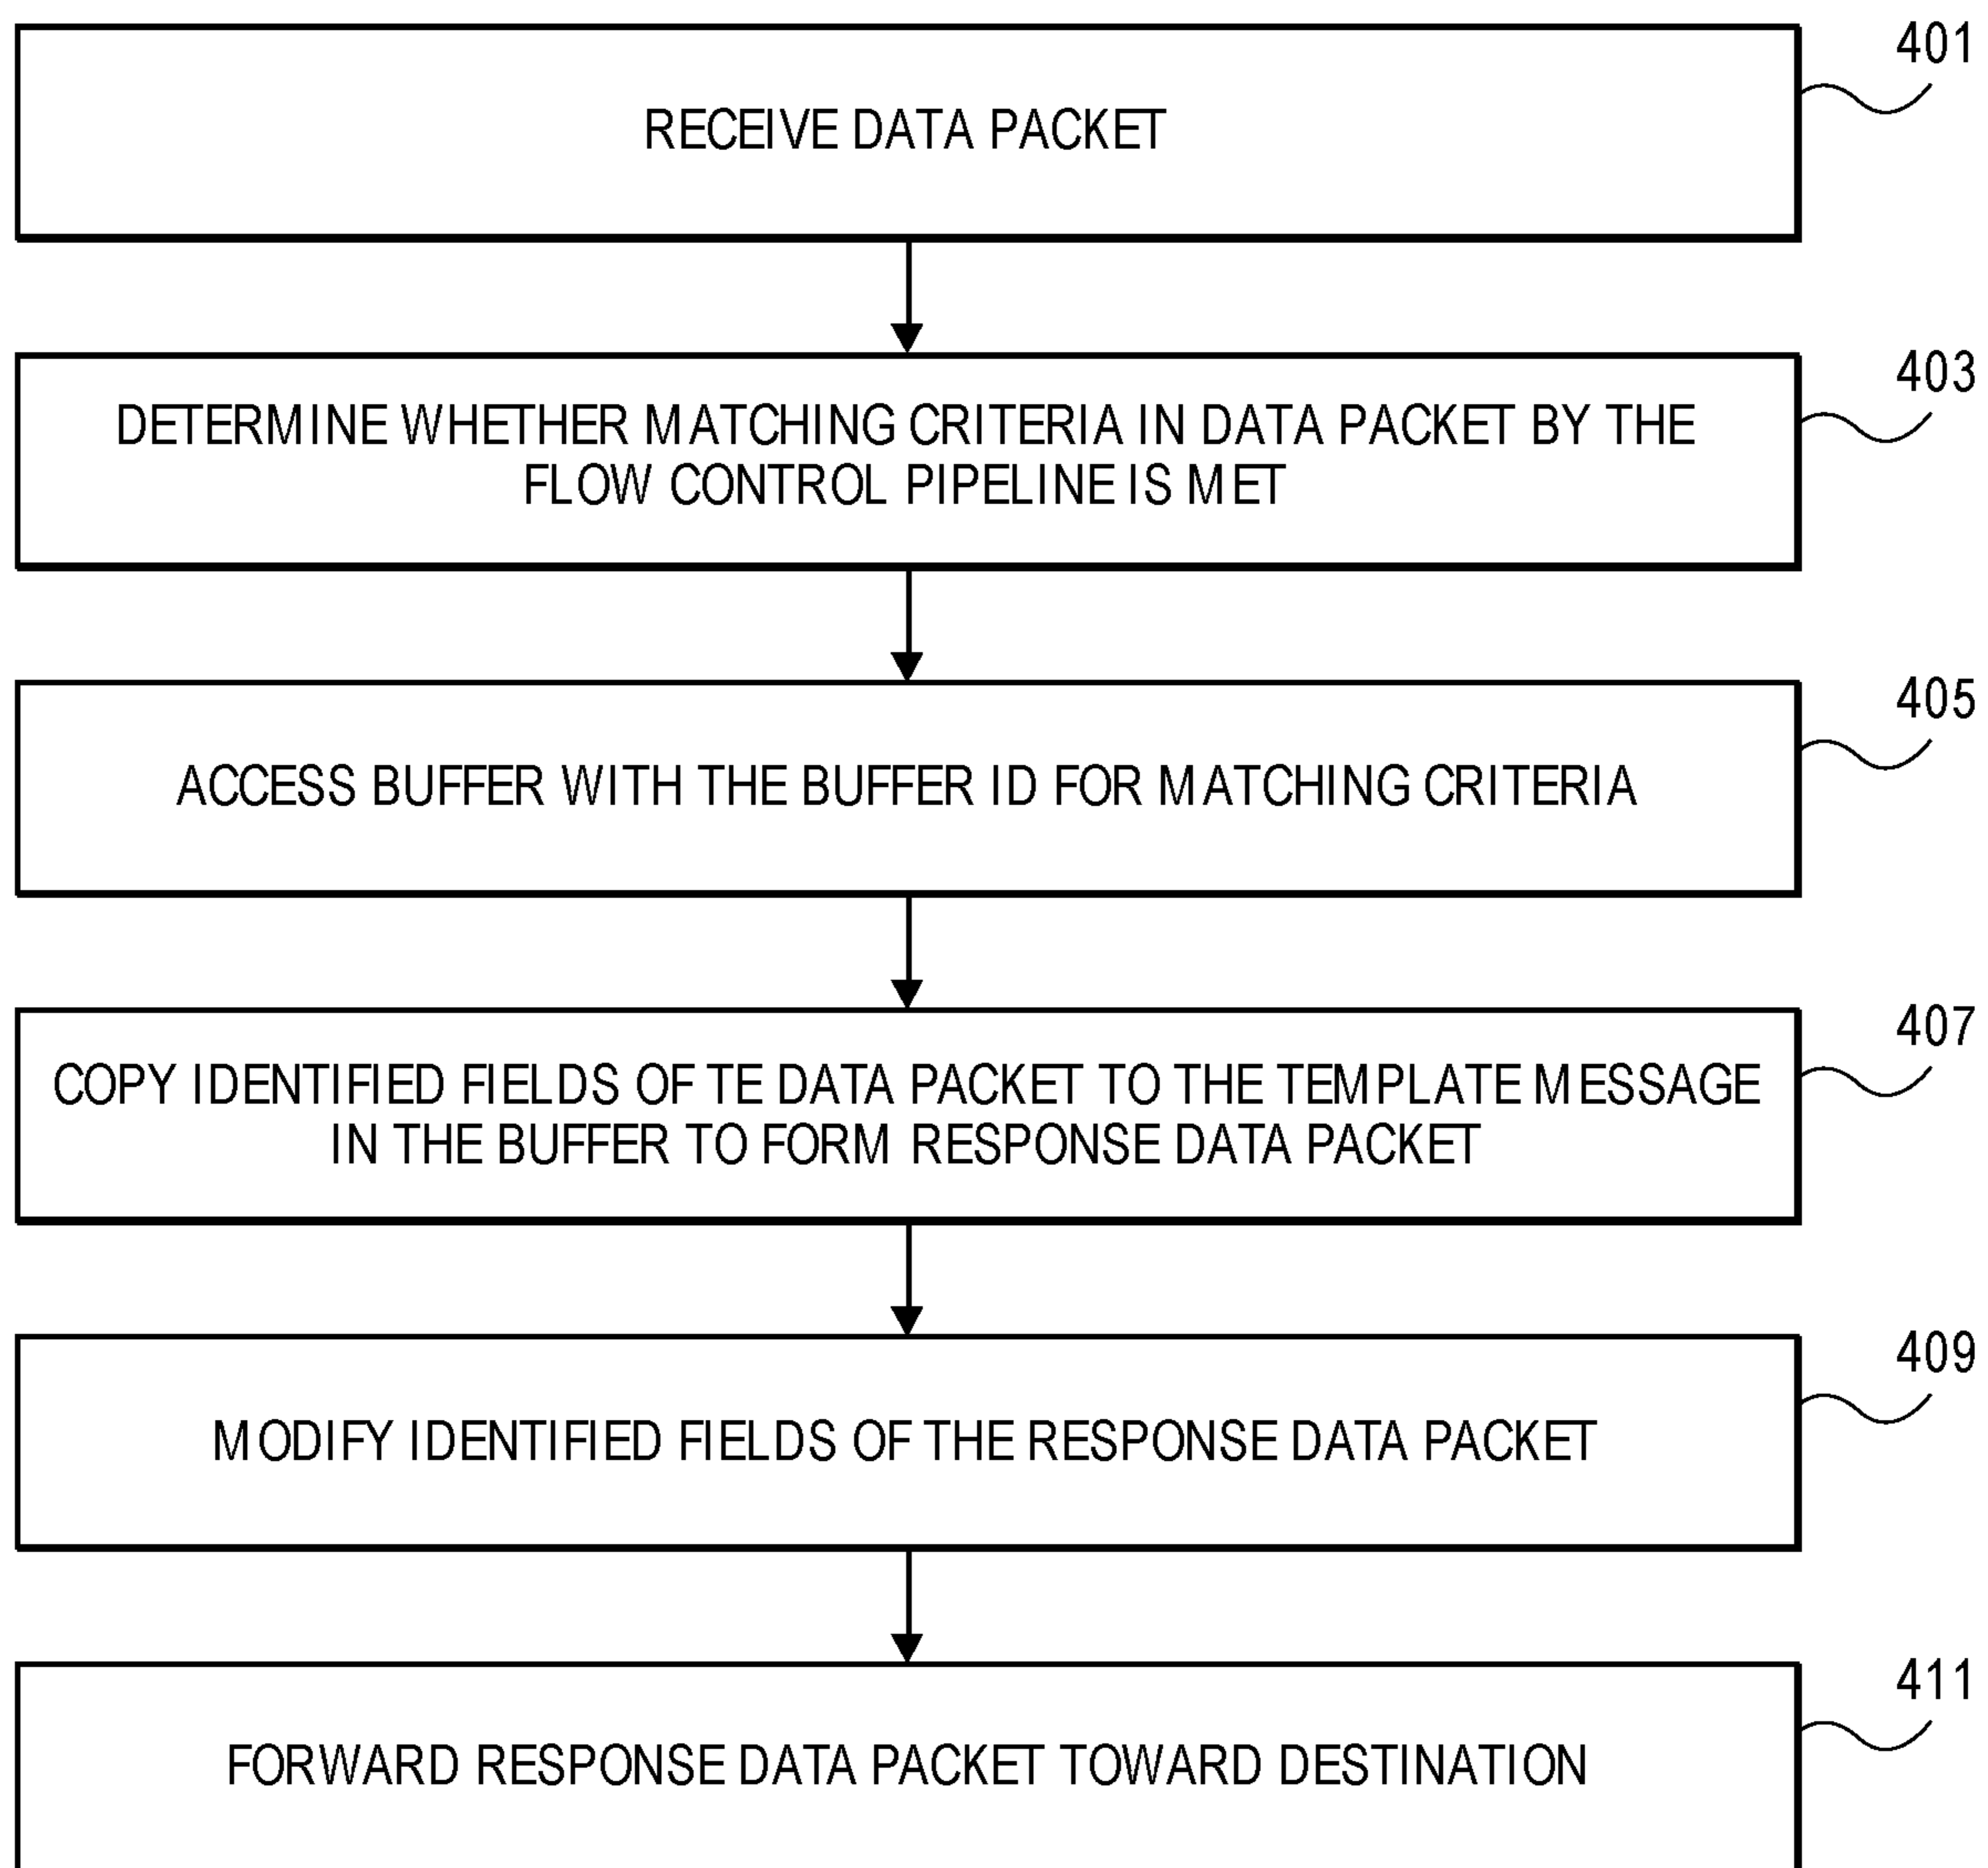 401
RECEIVE DATA PACKET
403
DETERMINE WHETHER MATCHING CRITERIA IN DATA PACKET BY THE
FLOW CONTROL PIPELINE IS MET
405
ACCESS BUFFER WITH THE BUFFER ID FOR MATCHING CRITERIA
407
COPY IDENTIFIED FIELDS OF TE DATA PACKET TO THE TEMPLATE MESSAGE
IN THE BUFFER TO FORM RESPONSE DATA PACKET
409
MODIFY IDENTIFIED FIELDS OF THE RESPONSE DATA PACKET
411
FORWARD RESPONSE DATA PACKET TOWARD DESTINATION